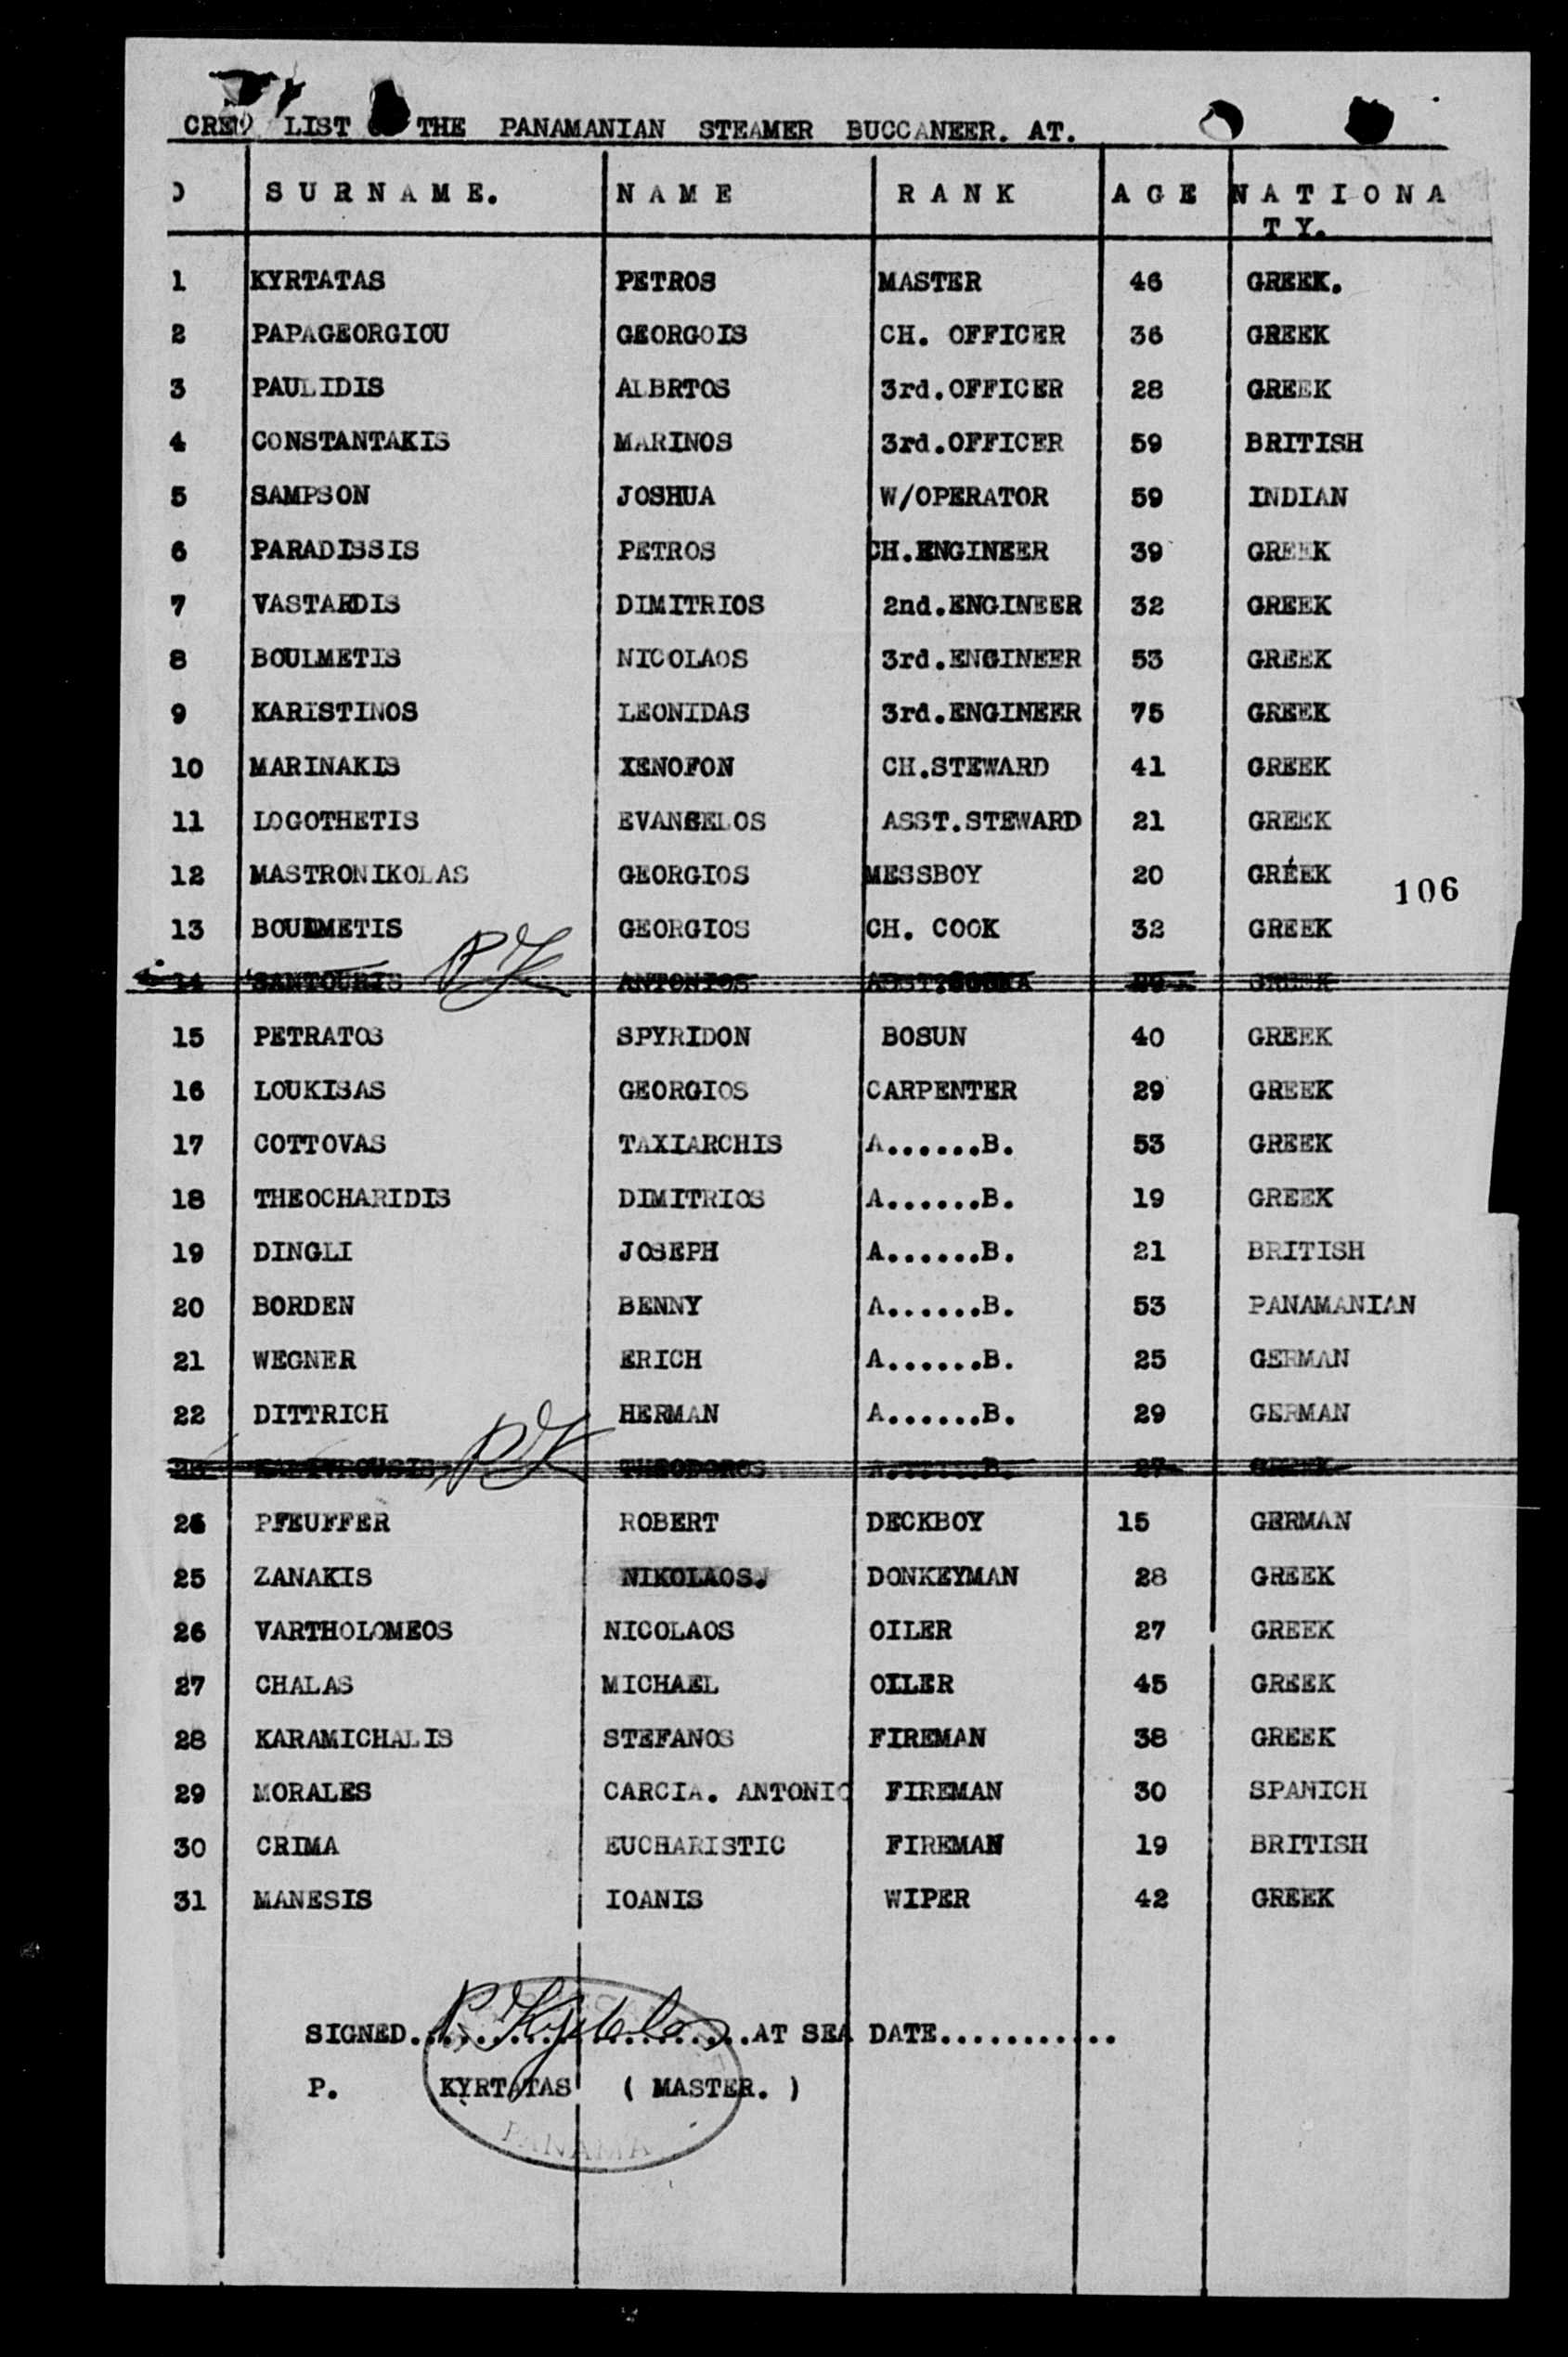 CREW LIST THE PANAMANIAN STEAMER BUCCANEER. AT.
SURNAME. NAME RANK AGE NATIONA
TY.
1 KYRTATAS PETROS MASTER 46 GREEK.
2 PAPAGEORGIOU GEORGOIS CH. OFFICER 36 GREEK
3 PAULIDIS ALBRTOS 3rd.OFFICER 28 GREEK
4 CONSTANTAKIS MARINOS 3rd.OFFICER 59 BRITISH
5 SAMPSON JOSHUA W/OPERATOR 59 INDIAN
6 PARADISSIS PETROS CH.ENGINEER 39 GREEK
7 VASTARDIS DIMITRIOS 2nd.ENGINEER 32 GREEK
8 BOULMETIS NICOLAOS 3rd.ENGINEER 53 GREEK
9 KARISTINOS LEONIDAS 3rd.ENGINEER 75 GREEK
10 MARINAKIS XENOFON CH.STEWARD 41 GREEK
11 LOGOTHETIS EVANGELOS ASST.STEWARD 21 GREEK
12 MASTRONIKOLAS GEORGIOS MESSBOY 20 GREEK
106
13 BOULMETIS GEORGIOS CH. COOK 32 GREEK
14 SANTOURIS PK ANTONIOS GREEK
15 PETRATOS SPYRIDON BOSUN 40 GREEK
16 LOUKISAS GEORGIOS CARPENTER 29 GREEK
17 COTTOVAS TAXIARCHIS A......B. 53 GREEK
18 THEOCHARIDIS DIMITRIOS A......B. 19 GREEK
19 DINGLI JOSEPH A......B. 21 BRITISH
20 BORDEN BENNY A......B. 53 PANAMANIAN
21 WEGNER ERICH A......B. 25 GERMAN
22 DITTRICH HERMAN A......B. 29 GERMAN
PK THEODOROS A......B. 27 GREEK
PFEUFFER ROBERT DECKBOY 15 GERMAN
25 ZANAKIS NIKOLAOS. DONKEYMAN 28 GREEK
26 VARTHOLOMEOS NICOLAOS OILER 27 GREEK
27 CHALAS MICHAEL OILER 45 GREEK
28 KARAMICHALIS STEFANOS FIREMAN 38 GREEK
29 MORALES CARCIA. ANTONIO FIREMAN 30 SPANICH
30 CRIMA EUCHARISTIC FIREMAN 19 BRITISH
31 MANESIS IOANIS WIPER 42 GREEK
SIGNED.....................AT SEA DATE...........
P. KYRTATAS ( MASTER. )
PANAMA